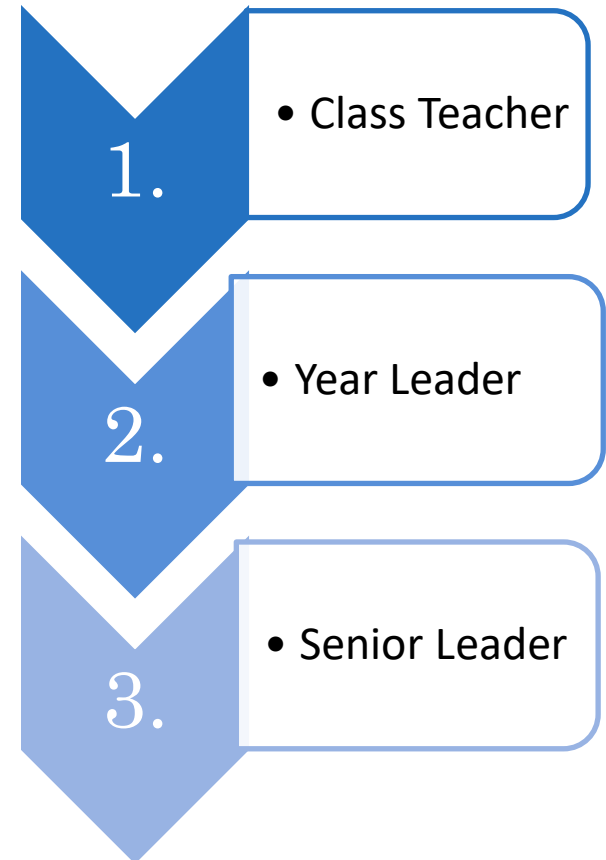 1.
• Class Teacher
2.
• Year Leader
3.
• Senior Leader